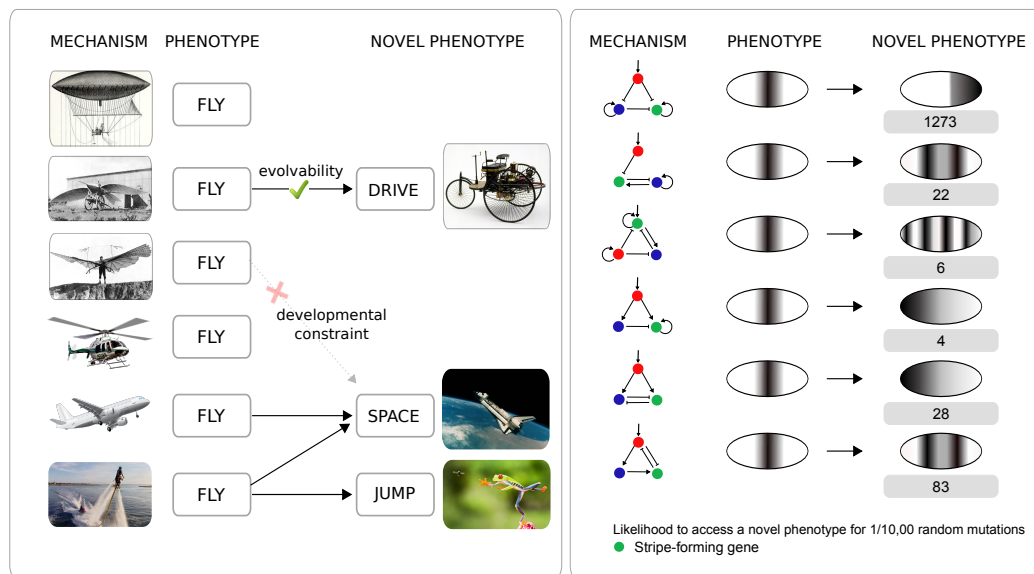 MECHANISM PHENOTYPE NOVEL PHENOTYPE
FLY
FLY evolvability DRIVE
FLY
developmental
constraint
FLY
FLY SPACE
FLY JUMP
MECHANISM PHENOTYPE NOVEL PHENOTYPE
1273
22
6
4
28
83
Likelihood to access a novel phenotype for 1/10,00 random mutations
Stripe-forming gene